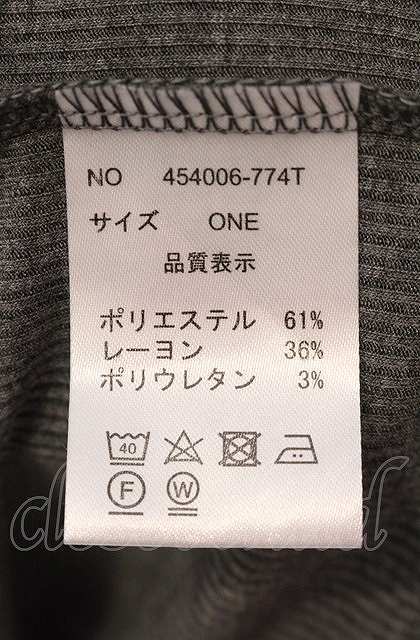 NO 454006-774T
サイズ ONE
品質表示
ポリエステル 61%
レーヨン 36%
ポリウレタン 3%
40
F W